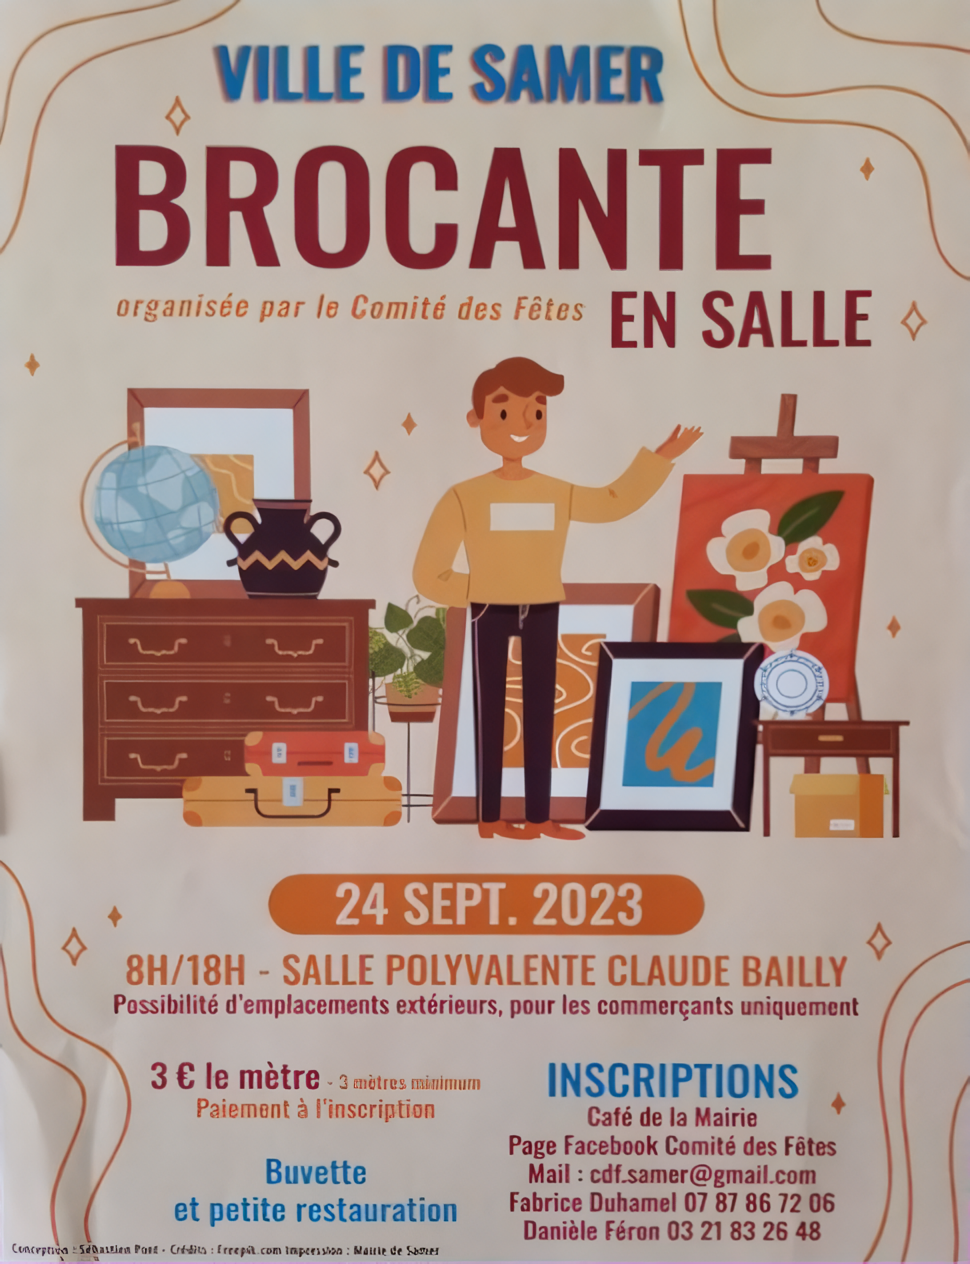 VILLE DE SAMER
BROCANTE
organisée par le Comité des Fêtes EN SALLE
24 SEPT. 2023
8H/18H - SALLE POLYVALENTE CLAUDE BAILLY
Possibilité d'emplacements extérieurs, pour les commerçants uniquement
3 € le mètre - 3 mètres minimum
Paiement à l'inscription
Buvette
et petite restauration
INSCRIPTIONS
Café de la Mairie
Page Facebook Comité des Fêtes
Mail : cdf.samer@gmail.com
Fabrice Duhamel 07 87 86 72 06
Danièle Féron 03 21 83 26 48
Conception : Sébastien - Crédits : Freepik.com Impression : Mairie de Samer